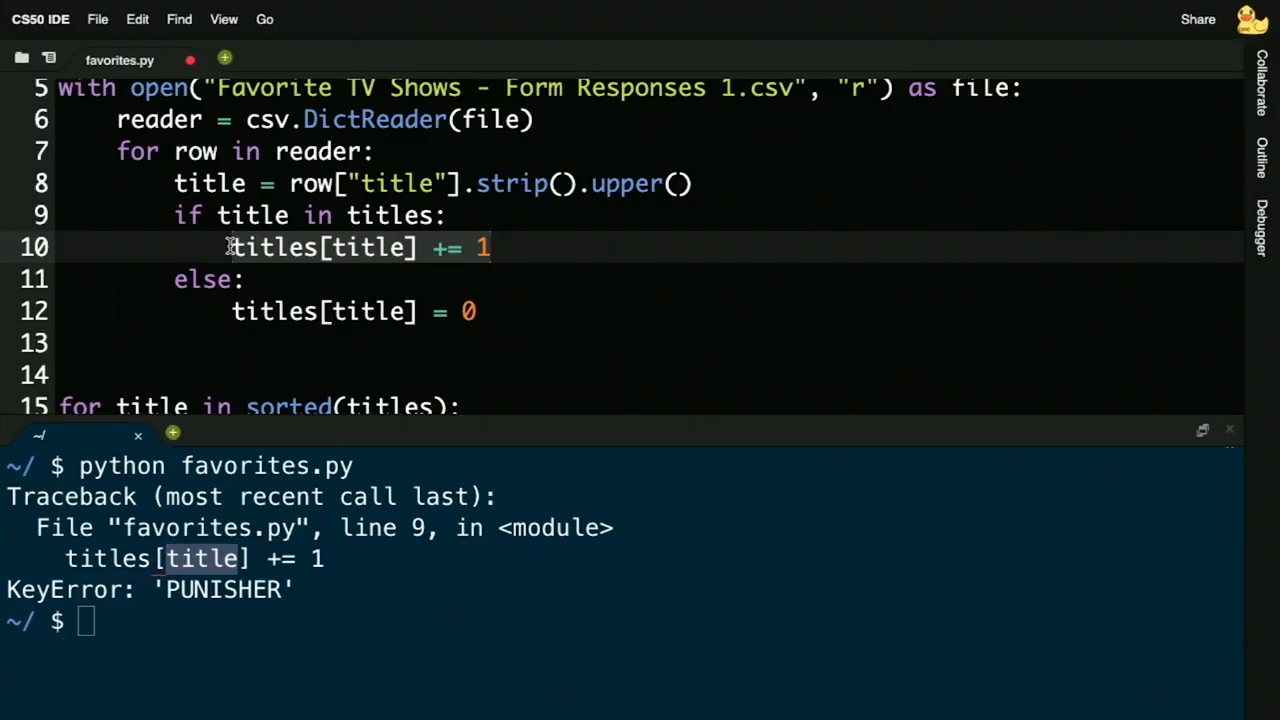 CS50 IDE File Edit Find View Go Share
favorites.py
5 with open("Favorite TV Shows - Form Responses 1.csv", "r") as file:
6 reader = csv.DictReader(file)
7 for row in reader:
8 title = row["title"].strip().upper()
9 if title in titles:
10 titles[title] += 1
11 else:
12 titles[title] = 0
13
14
15 for title in sorted(titles):
~/
~/ $ python favorites.py
Traceback (most recent call last):
File "favorites.py", line 9, in <module>
titles[title] += 1
KeyError: 'PUNISHER'
~/ $
Collaborate
Outline
Debugger